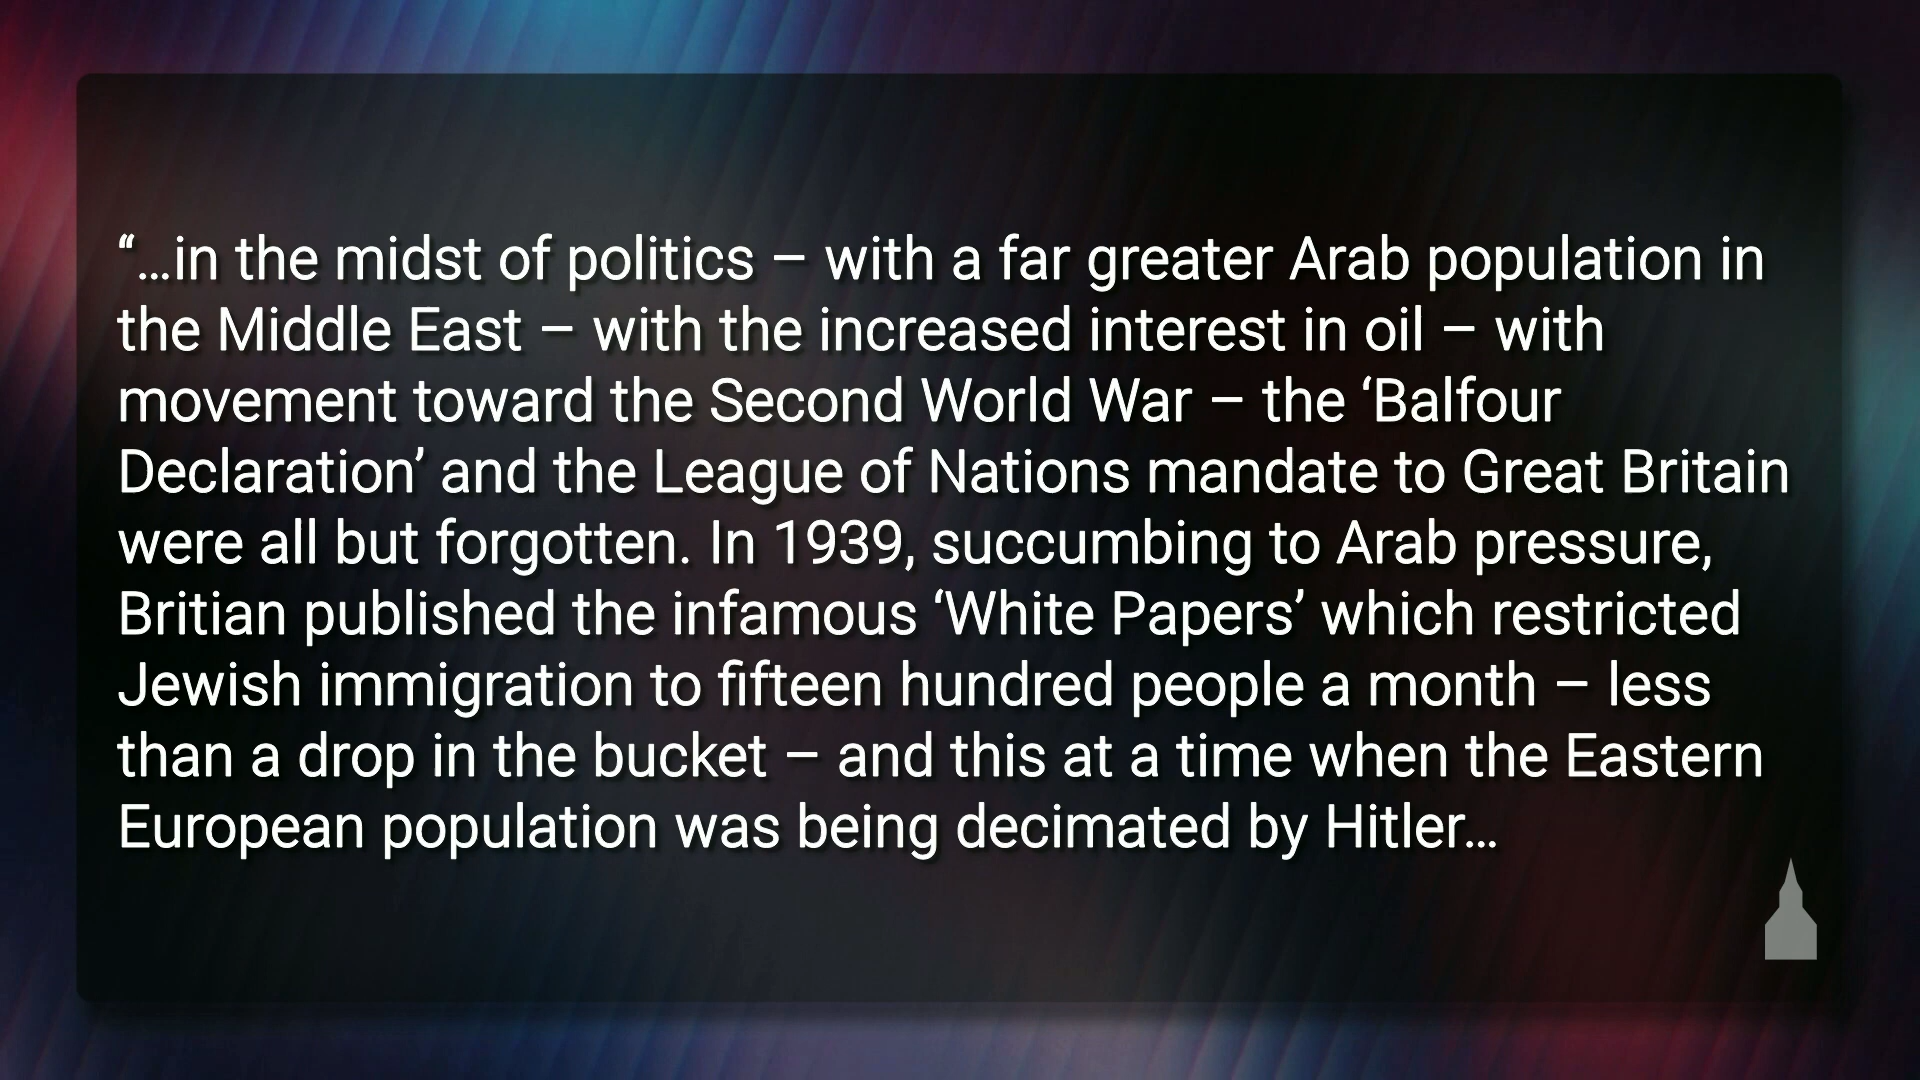 “…in the midst of politics – with a far greater Arab population in
the Middle East – with the increased interest in oil – with
movement toward the Second World War – the ‘Balfour
Declaration’ and the League of Nations mandate to Great Britain
were all but forgotten. In 1939, succumbing to Arab pressure,
Britian published the infamous ‘White Papers’ which restricted
Jewish immigration to fifteen hundred people a month – less
than a drop in the bucket – and this at a time when the Eastern
European population was being decimated by Hitler…